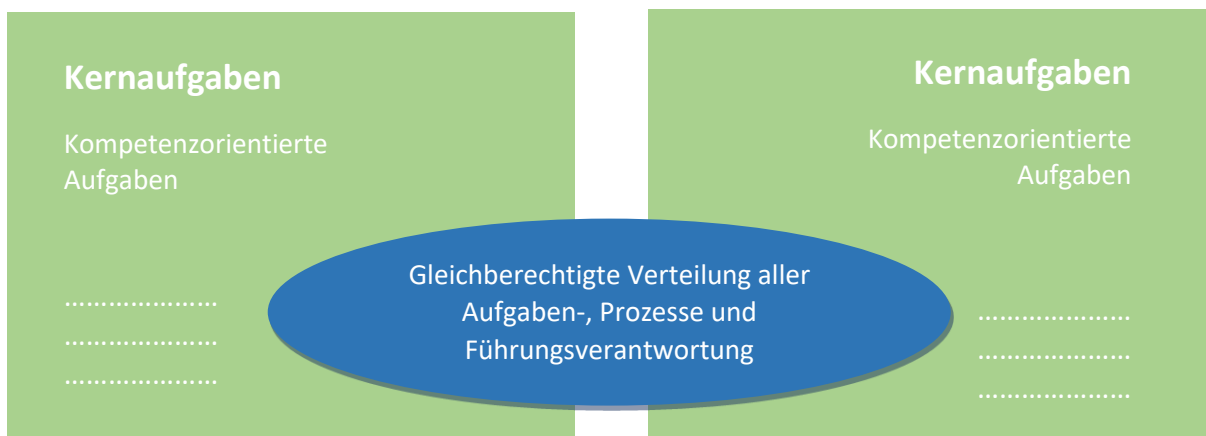 Kernaufgaben
Kompetenzorientierte
Aufgaben
…………………
…………………
…………………
Gleichberechtigte Verteilung aller
Aufgaben-, Prozesse und
Führungsverantwortung
Kernaufgaben
Kompetenzorientierte
Aufgaben
…………………
…………………
…………………